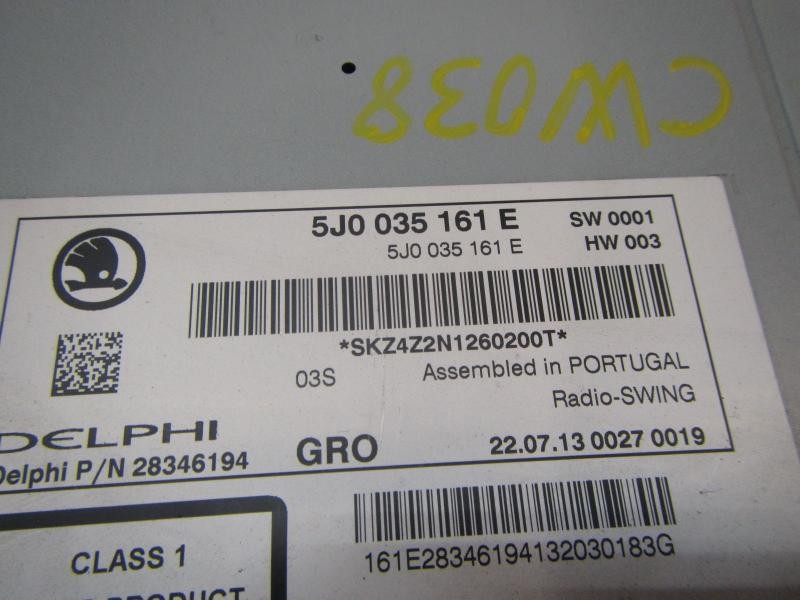 CW038
5J0 035 161 E SW 0001
5J0 035 161 E HW 003
*SKZ4Z2N1260200T*
03S Assembled in PORTUGAL
Radio-SWING
DELPHI
GRO 22.07.13 0027 0019
Delphi P/N 28346194
161E28346194132030183G
CLASS 1
PRODUCT